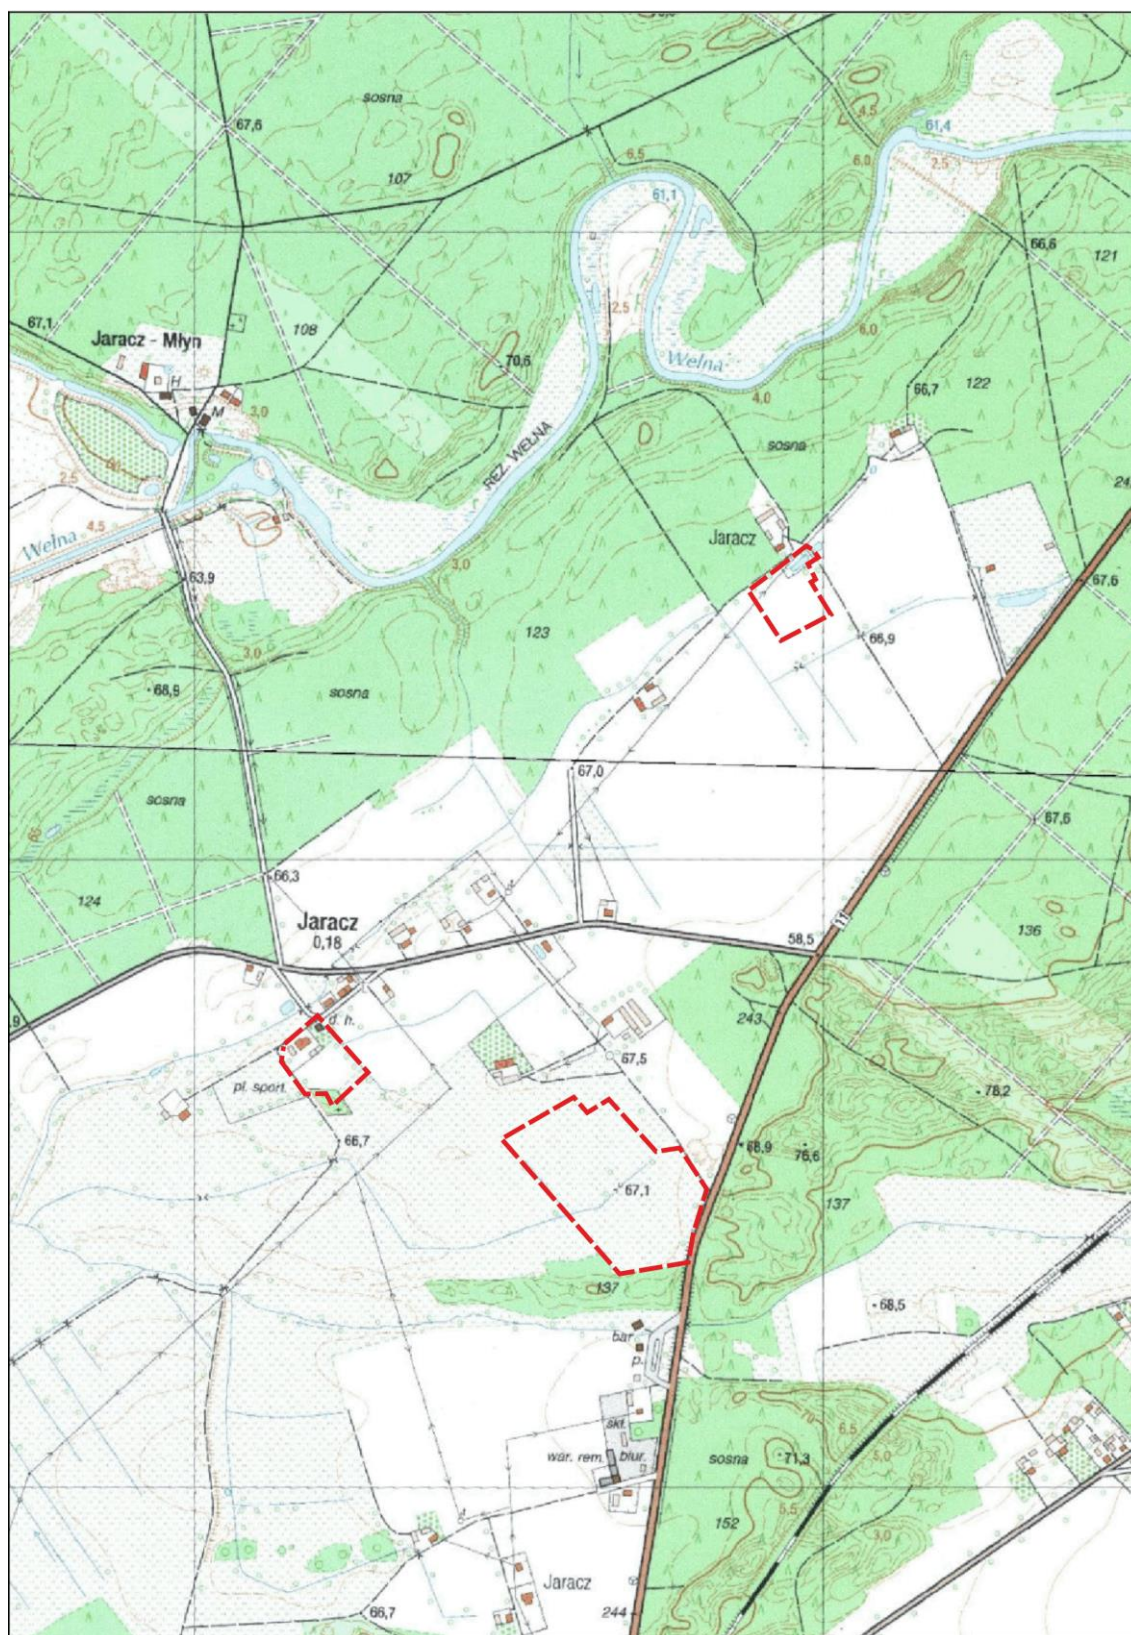 sosna
67,6
107
6,5
61,1
4.5
61,4
6.0
2.5
66,6
121
67,1
Jaracz - Młyn
108
70,6
2.5
6,0
Wełna
H
M
3,0
4.0
122
66,7
sosna
REZ. WEŁNA
2.5
4.5
Wełna
Jaracz
63,9
3,0
67,6
123
66,9
3.0
68,9
sosna
67,0
sosna
67,6
66,3
124
Jaracz
0,18
11
58,5
136
d. h.
243
67,5
pl. sport.
78,2
66,7
68,9
76,6
67,1
137
137
68,5
bar
p.
skł.
war. rem.
biur.
6,5
5,0
sosna
71,3
5.5
152
3,0
Jaracz
66,7
244